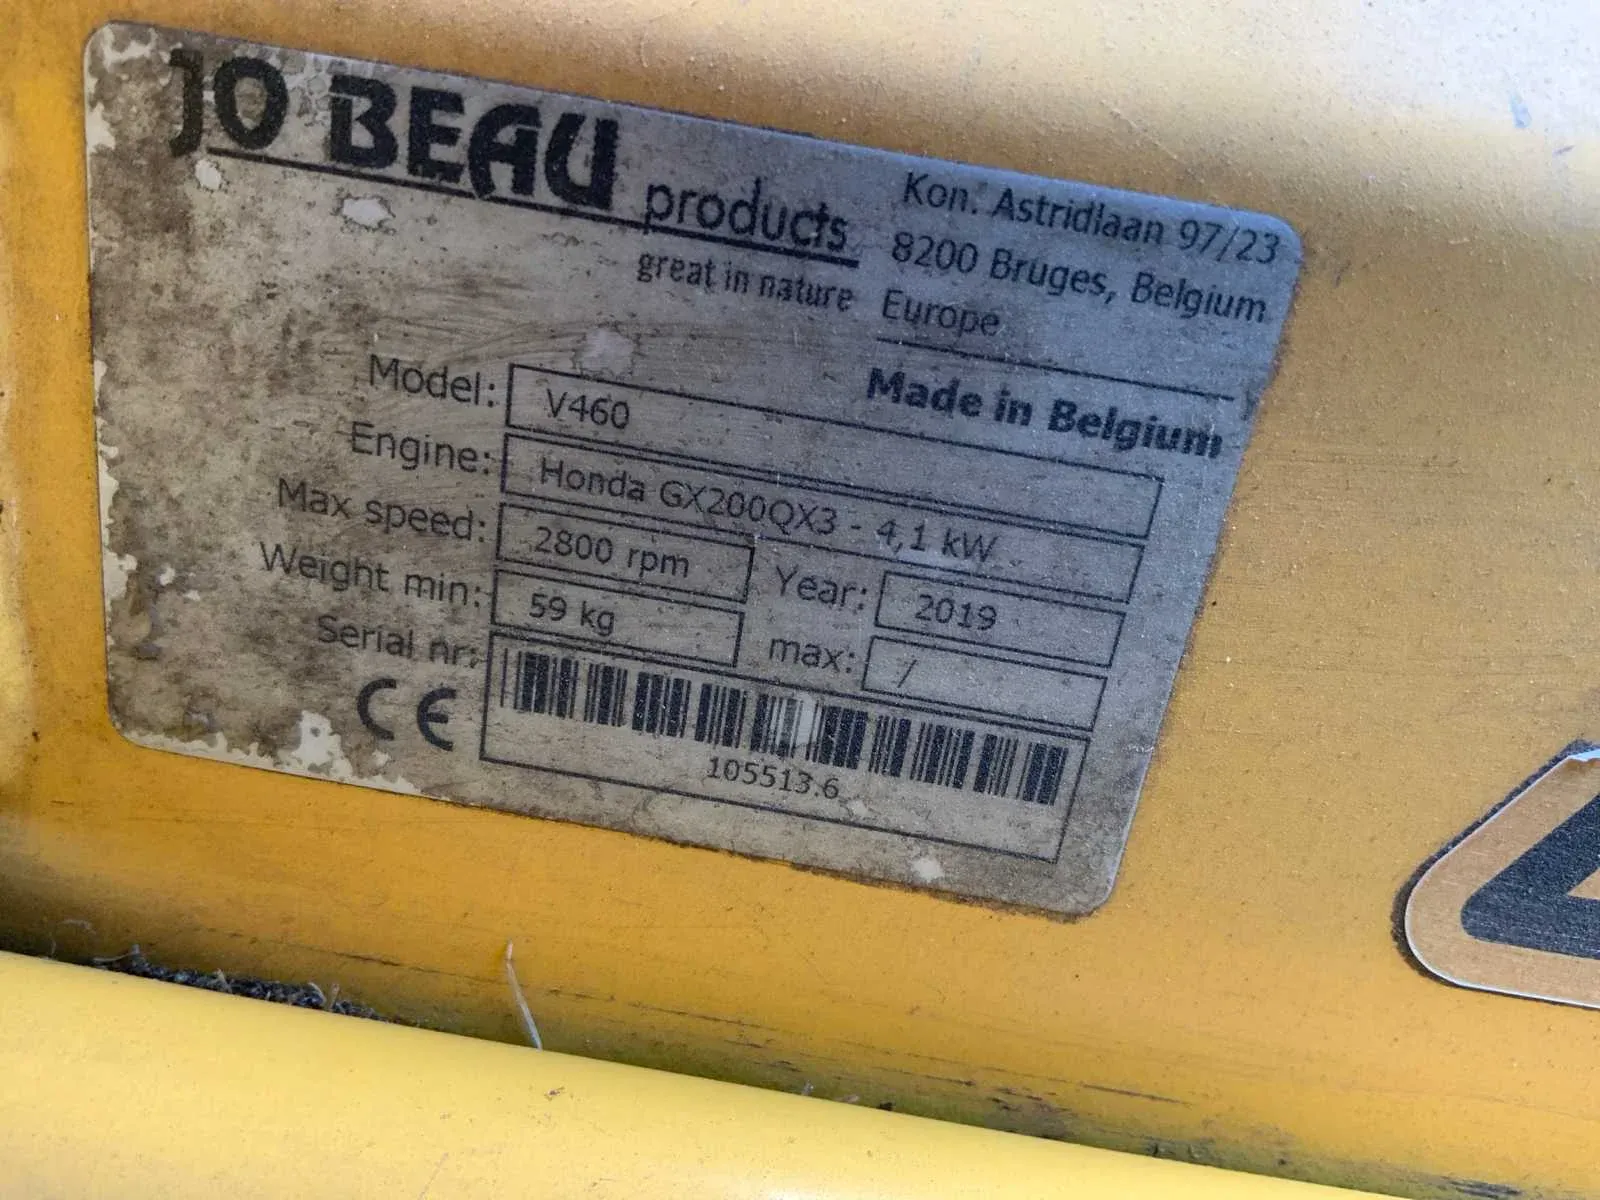 JO BEAU products
great in nature
Kon. Astridlaan 97/23
8200 Bruges, Belgium
Europe
Made in Belgium
Model: V460
Engine: Honda GX200QX3 - 4,1 kW
Max speed: 2800 rpm Year: 2019
Weight min: 59 kg max: /
Serial nr:
105513.6
CE